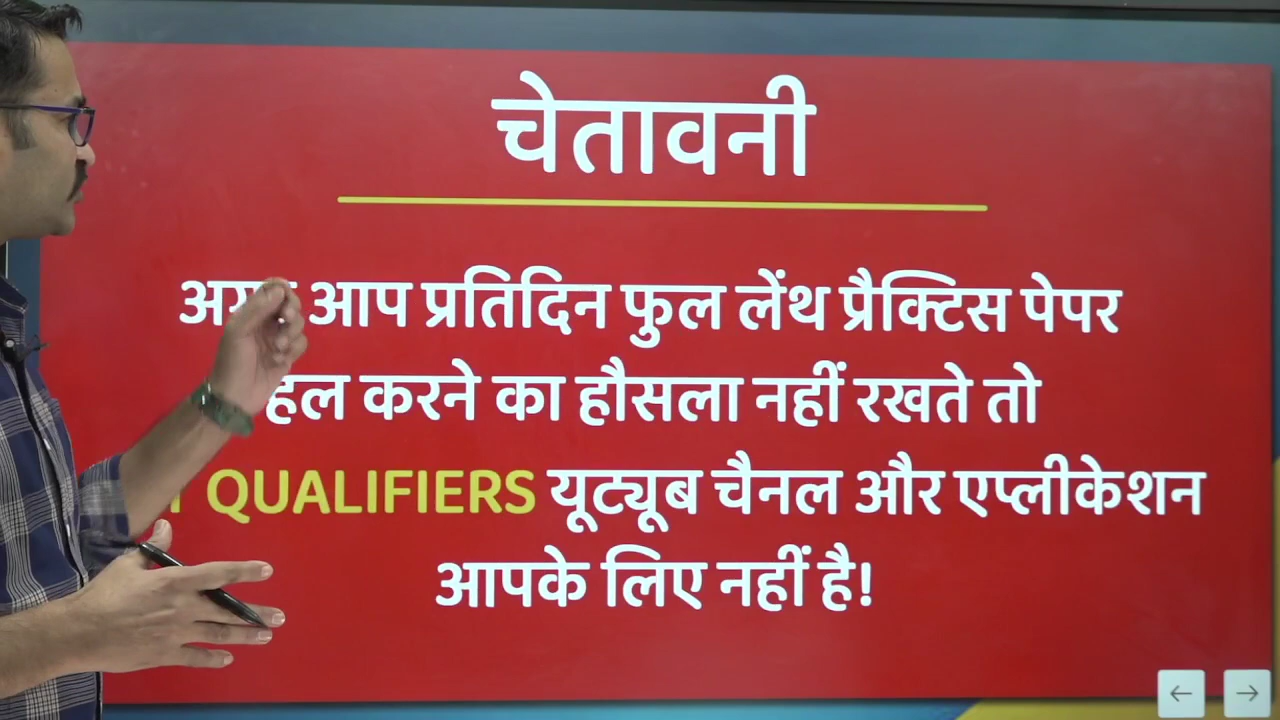 चेतावनी
आप प्रतिदिन फुल लेंथ प्रैक्टिस पेपर
हल करने का हौसला नहीं रखते तो
QUALIFIERS यूट्यूब चैनल और एप्लीकेशन
आपके लिए नहीं है!